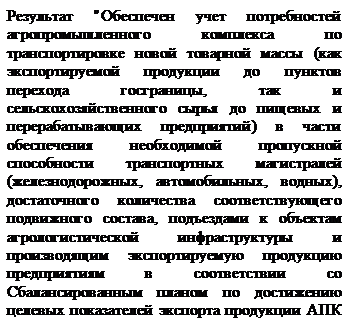 Результат "Обеспечен учет потребностей
агропромышленного комплекса по
транспортировке новой товарной массы (как
экспортируемой продукции до пунктов
перехода госграницы, так и
сельскохозяйственного сырья до пищевых и
перерабатывающих предприятий) в части
обеспечения необходимой пропускной
способности транспортных магистралей
(железнодорожных, автомобильных, водных),
достаточного количества соответствующего
подвижного состава, подъездами к объектам
агрологистической инфраструктуры и
производящим экспортируемую продукцию
предприятиям в соответствии со
Сбалансированным планом по достижению
целевых показателей экспорта продукции АПК